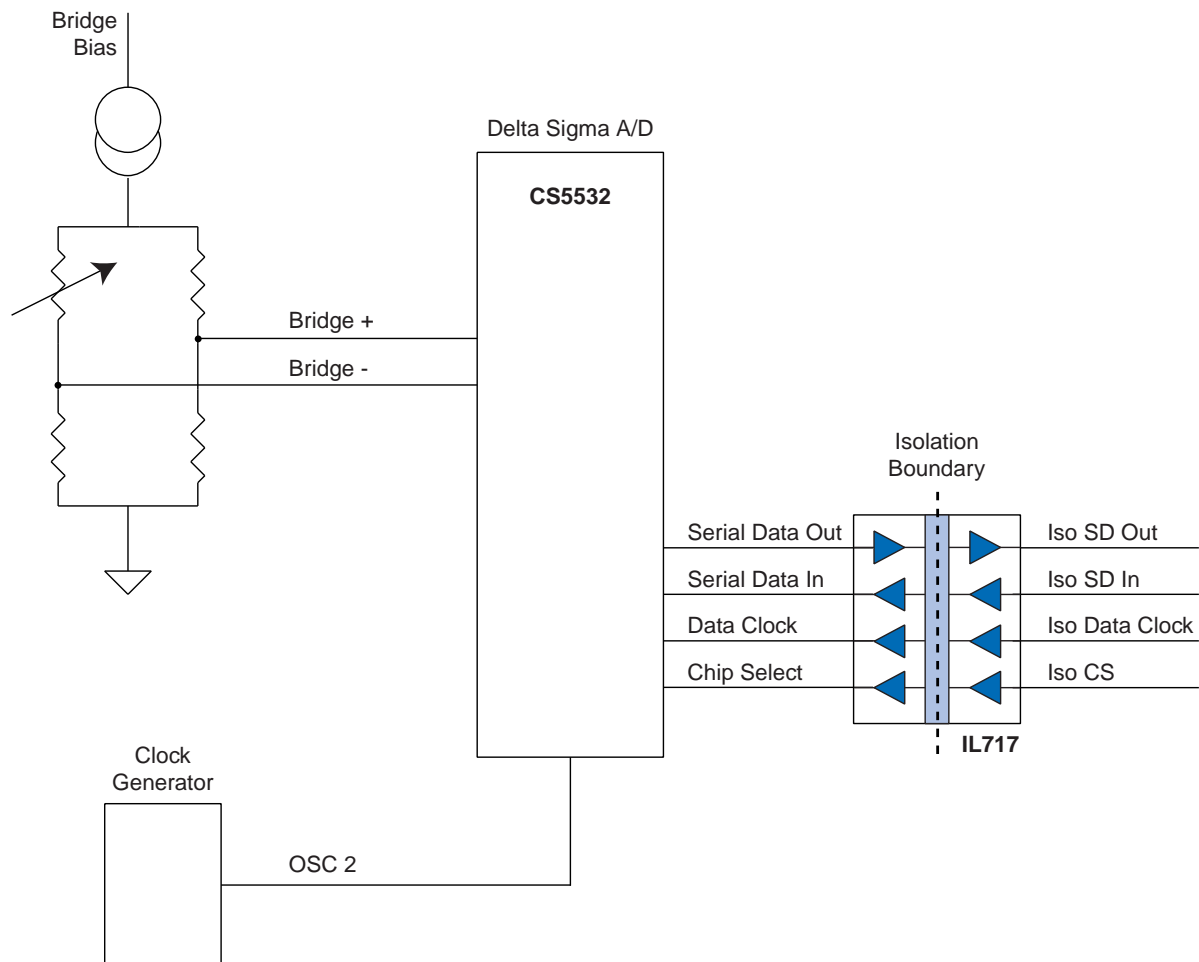 Bridge
Bias
Delta Sigma A/D
CS5532
Bridge +
Bridge -
Isolation
Boundary
Serial Data Out
Iso SD Out
Serial Data In
Iso SD In
Data Clock
Iso Data Clock
Chip Select
Iso CS
IL717
Clock
Generator
OSC 2